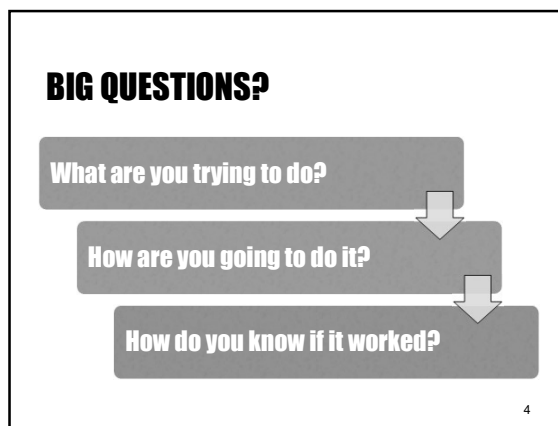 BIG QUESTIONS?
What are you trying to do?
How are you going to do it?
How do you know if it worked?
4